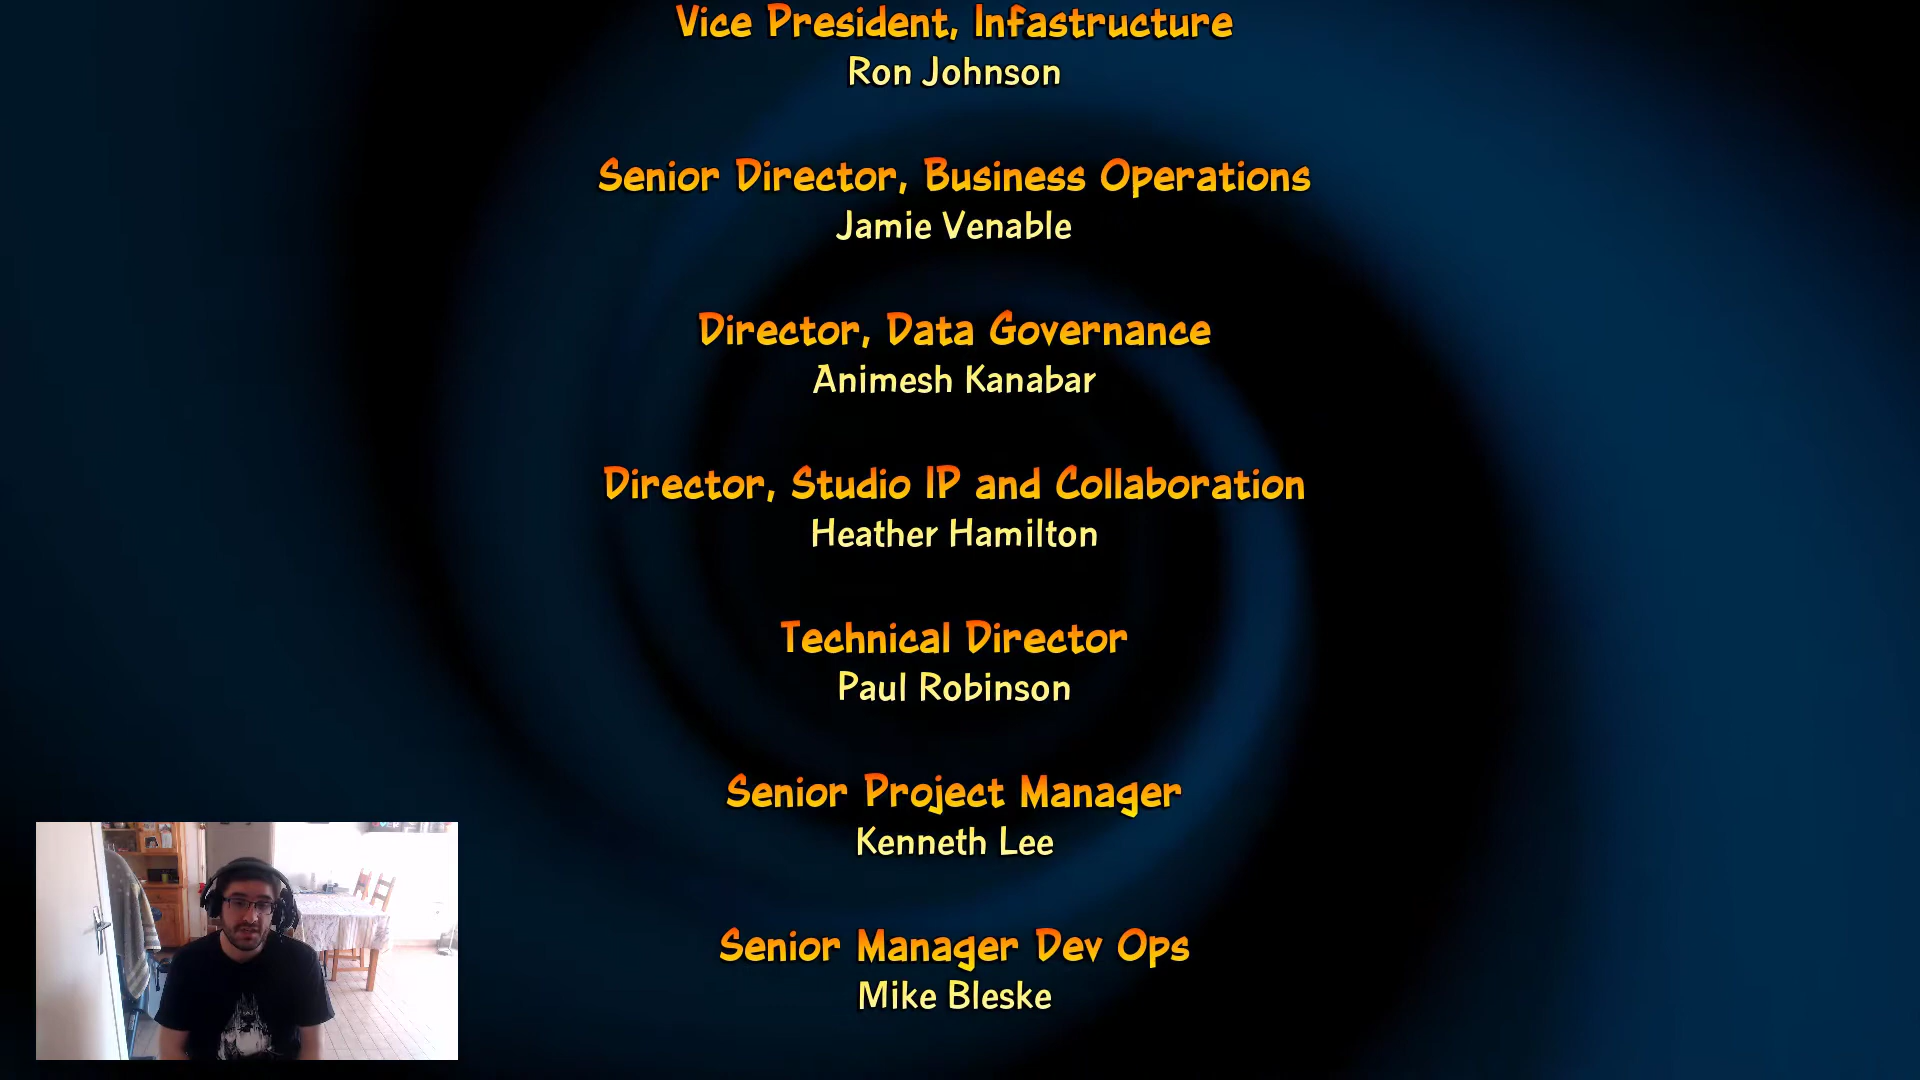 Vice President, Infastructure
Ron Johnson
Senior Director, Business Operations
Jamie Venable
Director, Data Governance
Animesh Kanabar
Director, Studio IP and Collaboration
Heather Hamilton
Technical Director
Paul Robinson
Senior Project Manager
Kenneth Lee
Senior Manager Dev Ops
Mike Bleske